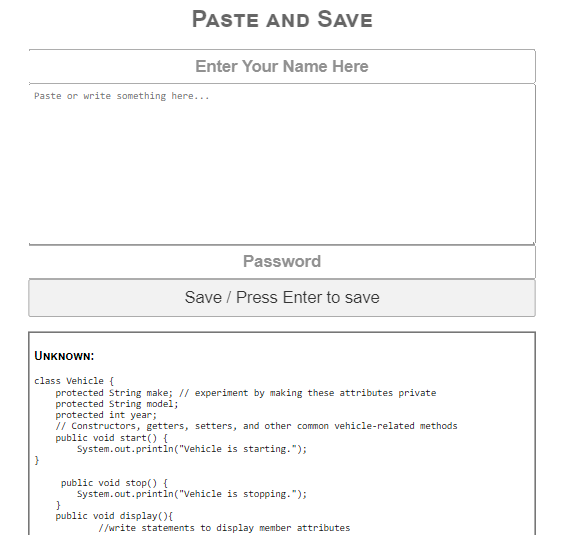 Paste and Save
Enter Your Name Here
Paste or write something here...
Password
Save / Press Enter to save
Unknown:
class Vehicle {
    protected String make; // experiment by making these attributes private
    protected String model;
    protected int year;
    // Constructors, getters, setters, and other common vehicle-related methods
    public void start() {
        System.out.println("Vehicle is starting.");
}
     public void stop() {
        System.out.println("Vehicle is stopping.");
    }
    public void display(){
            //write statements to display member attributes